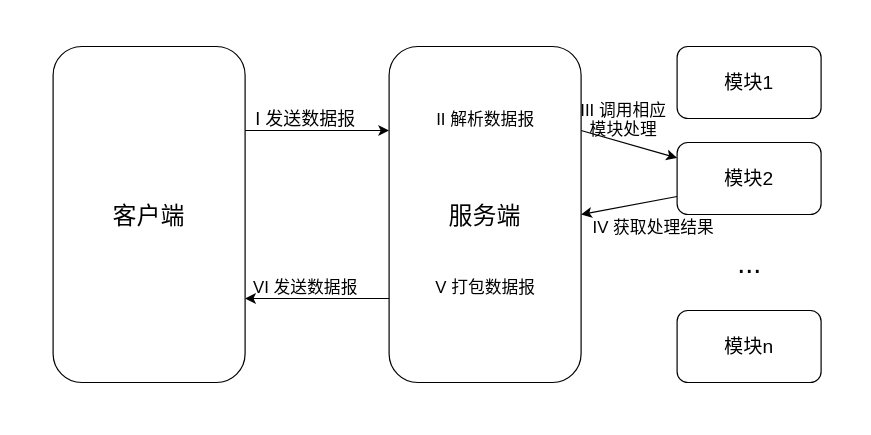 模块1
I 发送数据报
II 解析数据报
III 调用相应
模块处理
模块2
客户端
服务端
IV 获取处理结果
...
VI 发送数据报
V 打包数据报
模块n